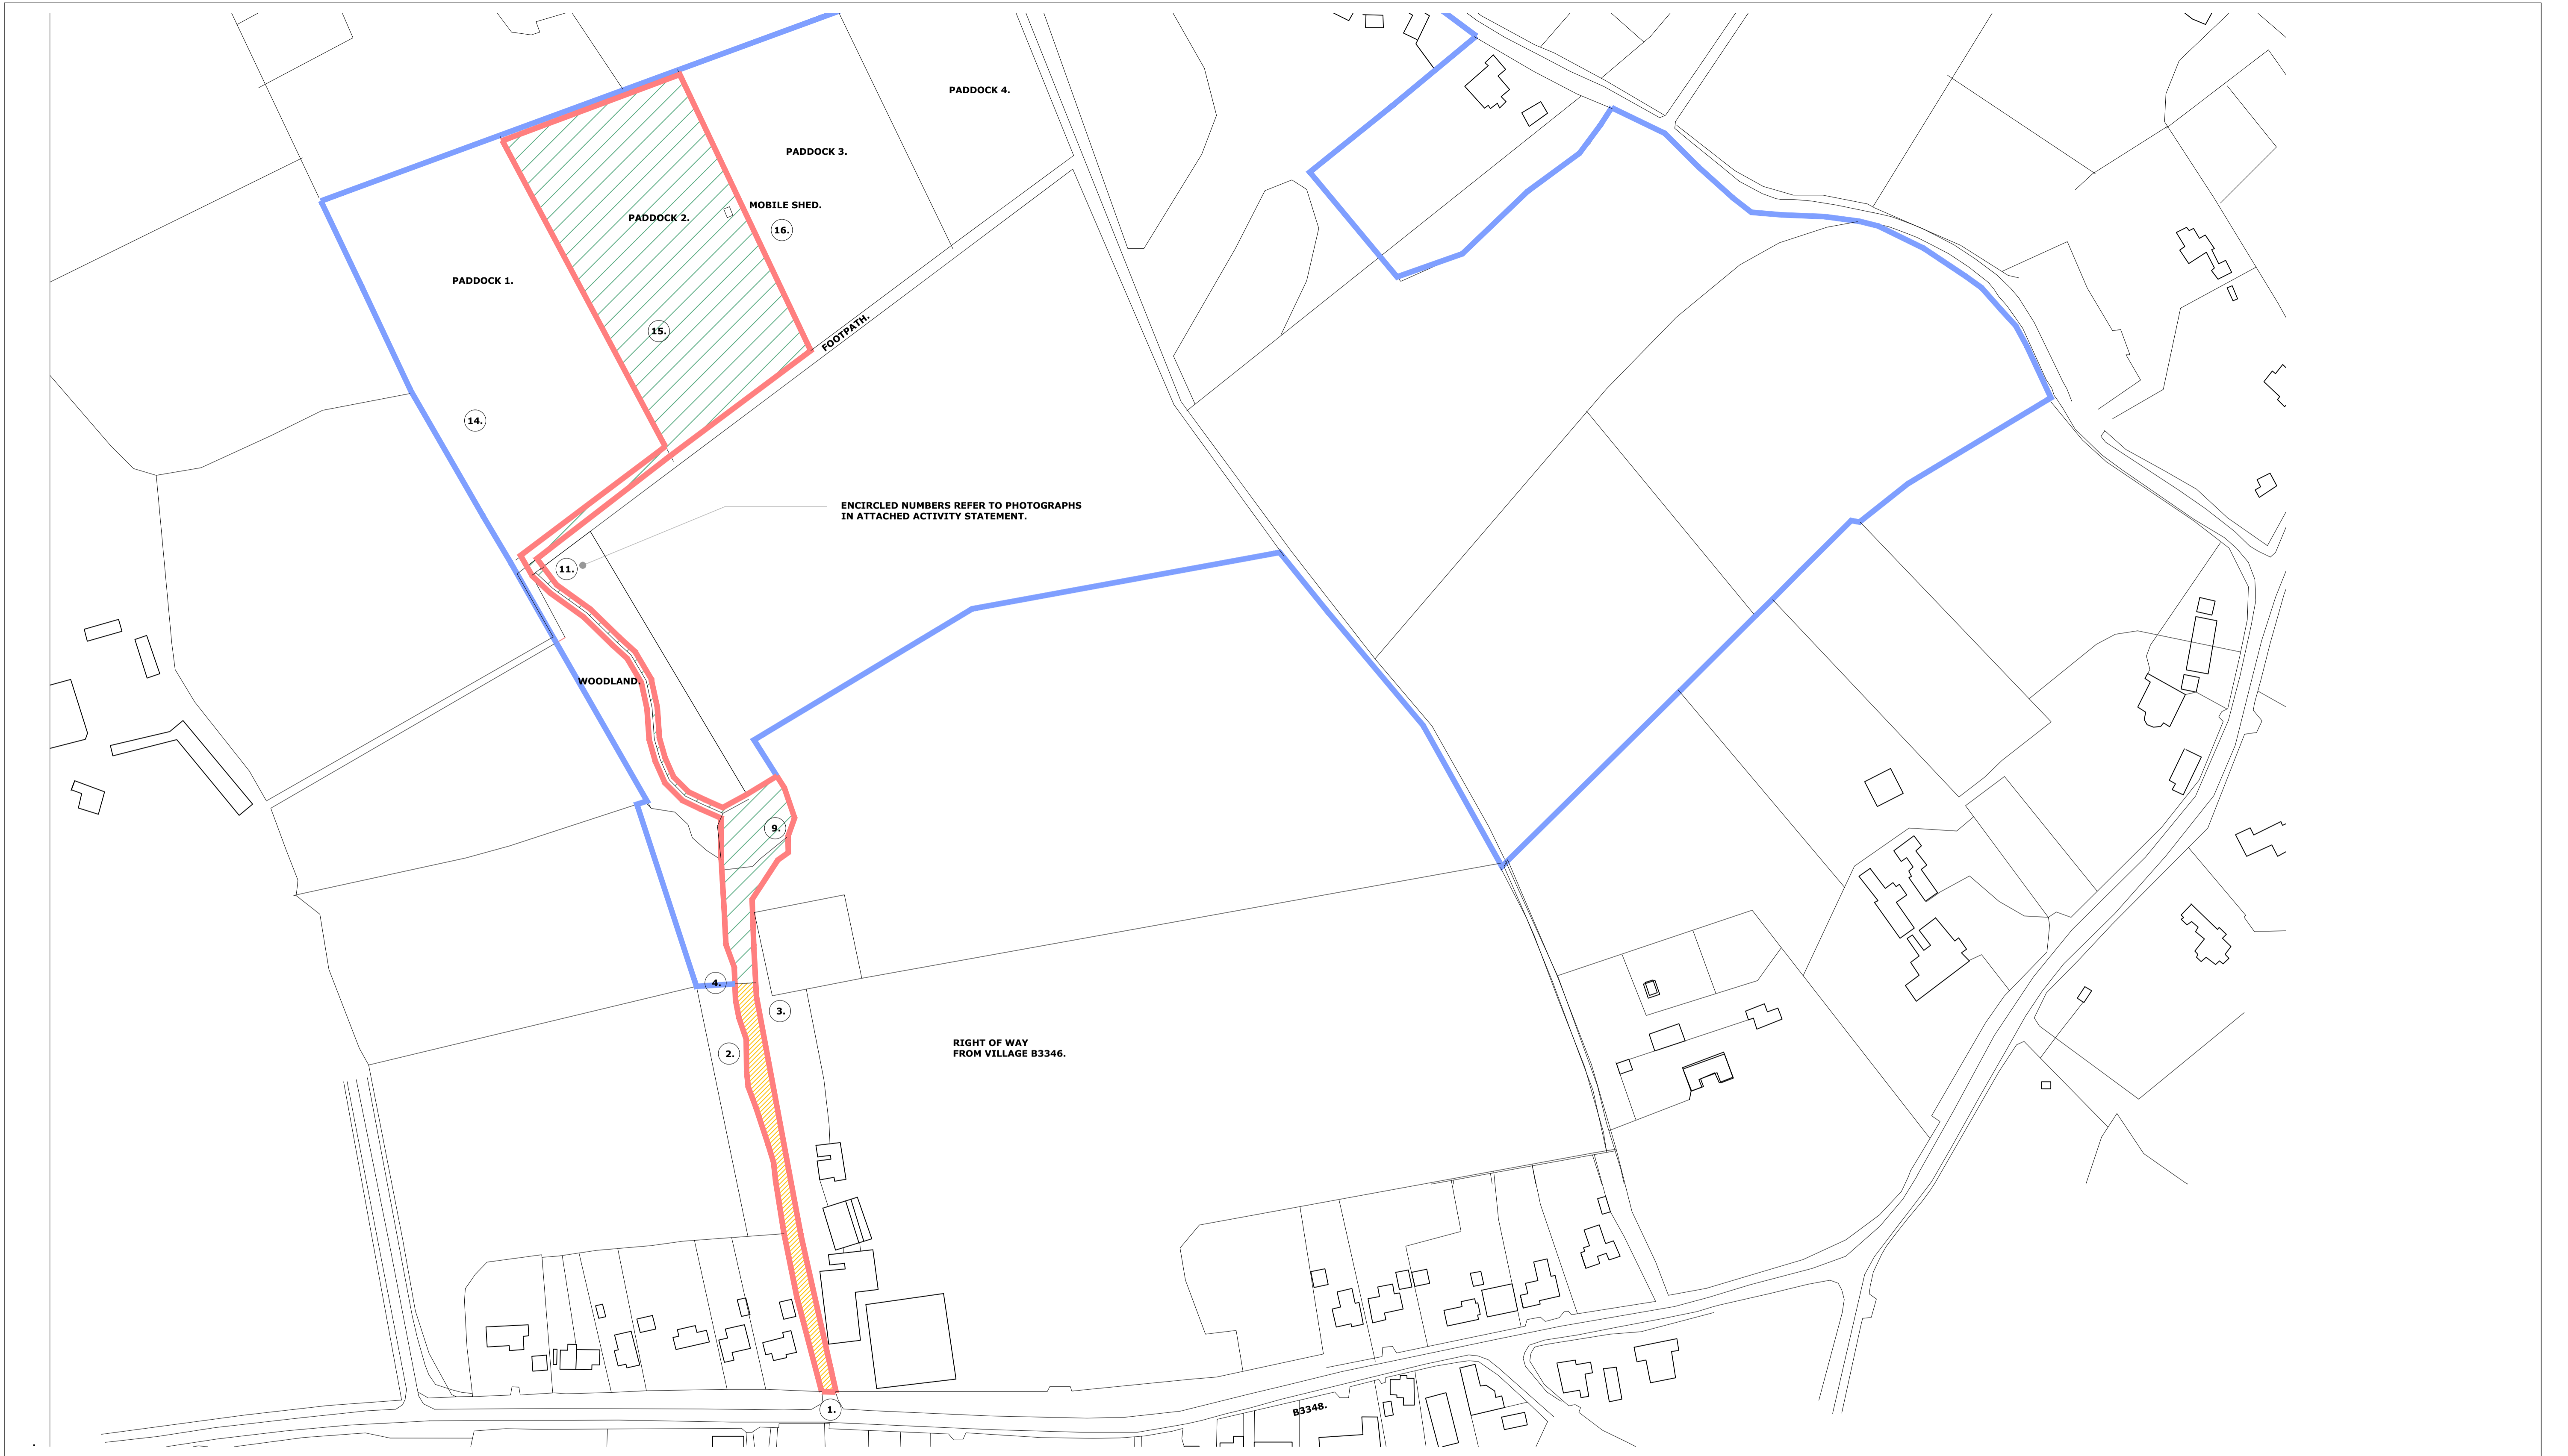 PADDOCK 4.
PADDOCK 3.
MOBILE SHED.
16.
PADDOCK 2.
PADDOCK 1.
15.
FOOTPATH.
14.
ENCIRCLED NUMBERS REFER TO PHOTOGRAPHS
IN ATTACHED ACTIVITY STATEMENT.
11.
WOODLAND.
9.
4.
3.
2.
RIGHT OF WAY
FROM VILLAGE B3346.
1.
B3348.